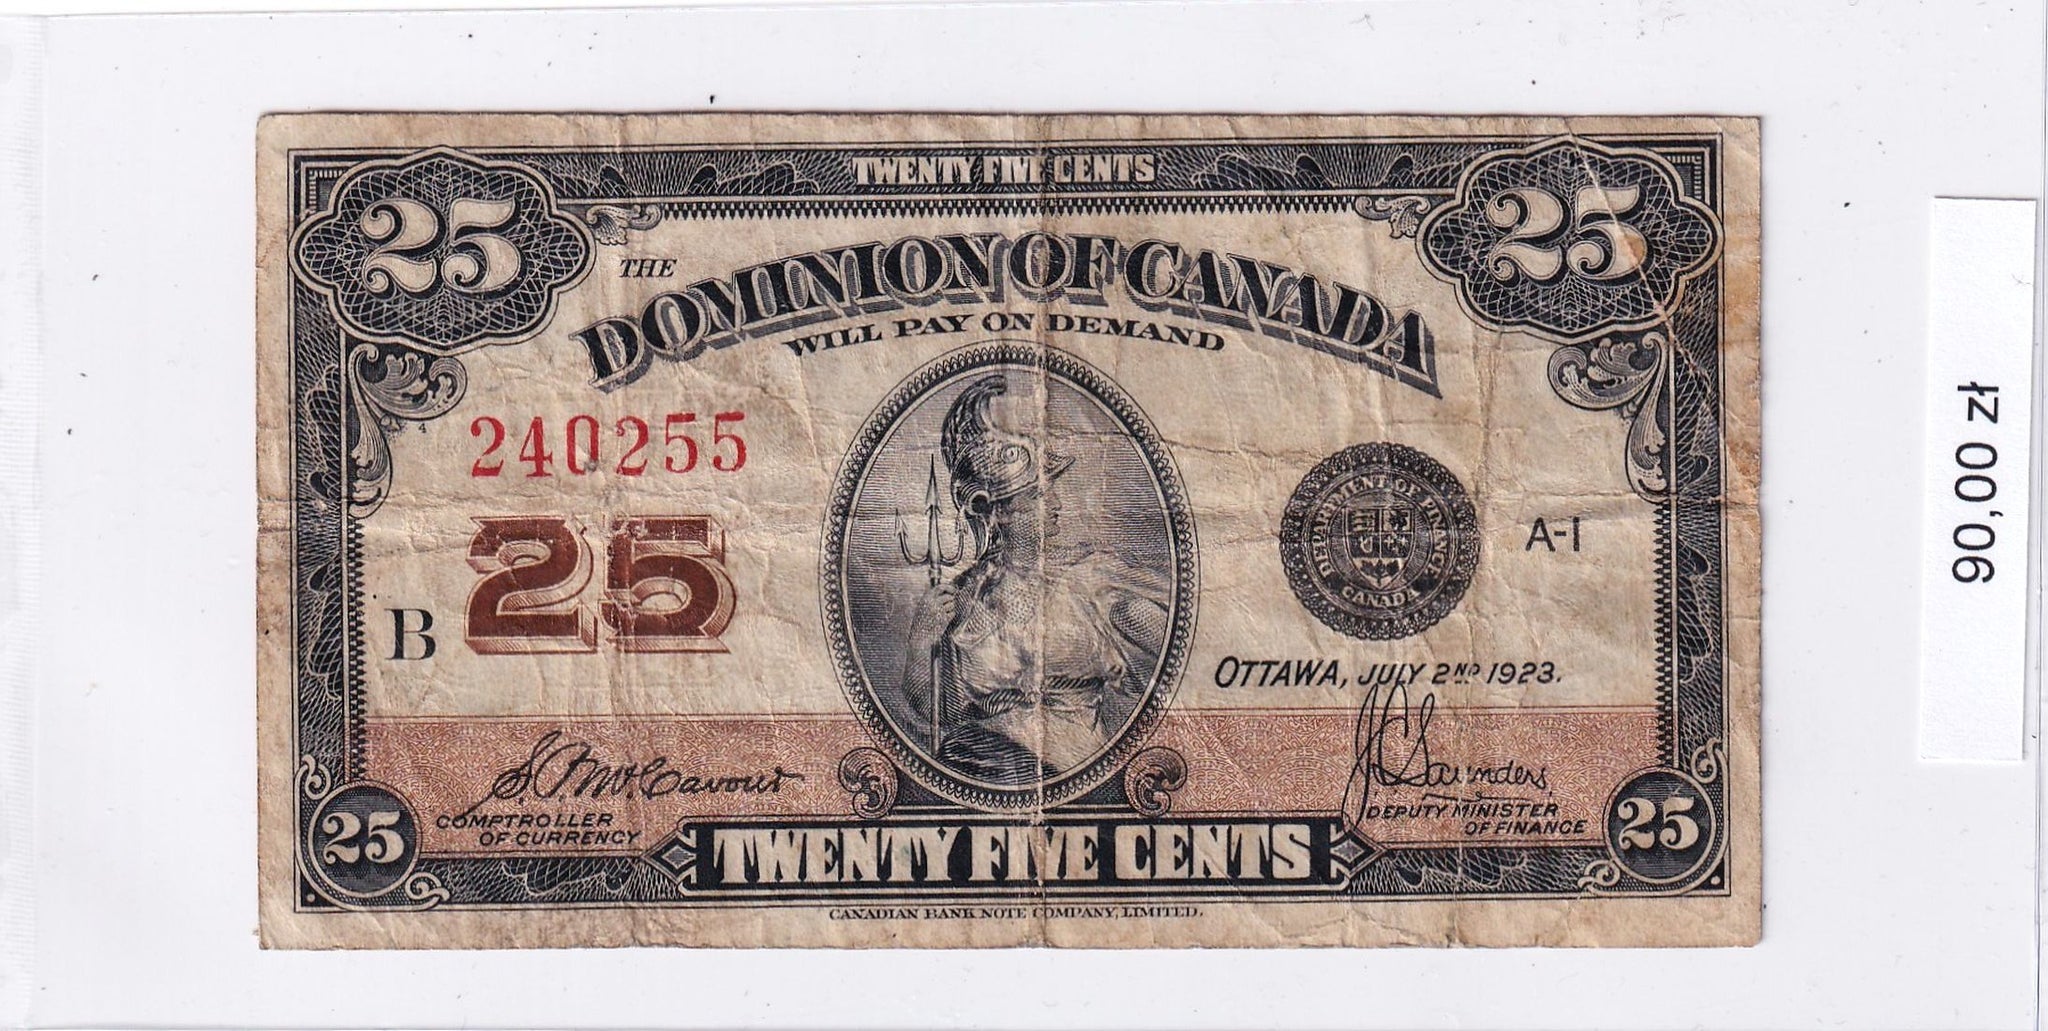 TWENTY FIVE CENTS
25
25
THE
DOMINION OF CANADA
WILL PAY ON DEMAND
4
240255
25
B
DEPARTMENT OF FINANCE
CANADA
A-1
OTTAWA, JULY 2ND 1923.
COMPTROLLER
OF CURRENCY
J.C. Saunders
DEPUTY MINISTER
OF FINANCE
25
TWENTY FIVE CENTS
25
CANADIAN BANK NOTE COMPANY, LIMITED.
90,00 zł